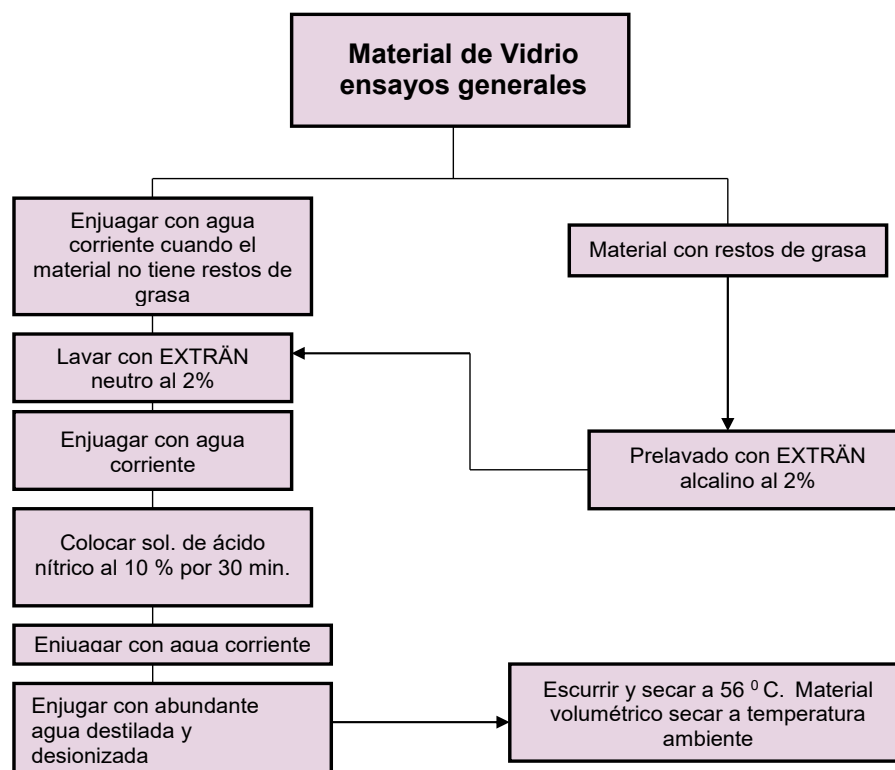 Material de Vidrio
ensayos generales
Enjuagar con agua
corriente cuando el
material no tiene restos de
grasa
Material con restos de grasa
Lavar con EXTRÄN
neutro al 2%
Enjuagar con agua
corriente
Prelavado con EXTRÄN
alcalino al 2%
Colocar sol. de ácido
nítrico al 10 % por 30 min.
Enjuagar con agua corriente
Enjugar con abundante
agua destilada y
desionizada
Escurrir y secar a 56 ⁰ C. Material
volumétrico secar a temperatura
ambiente